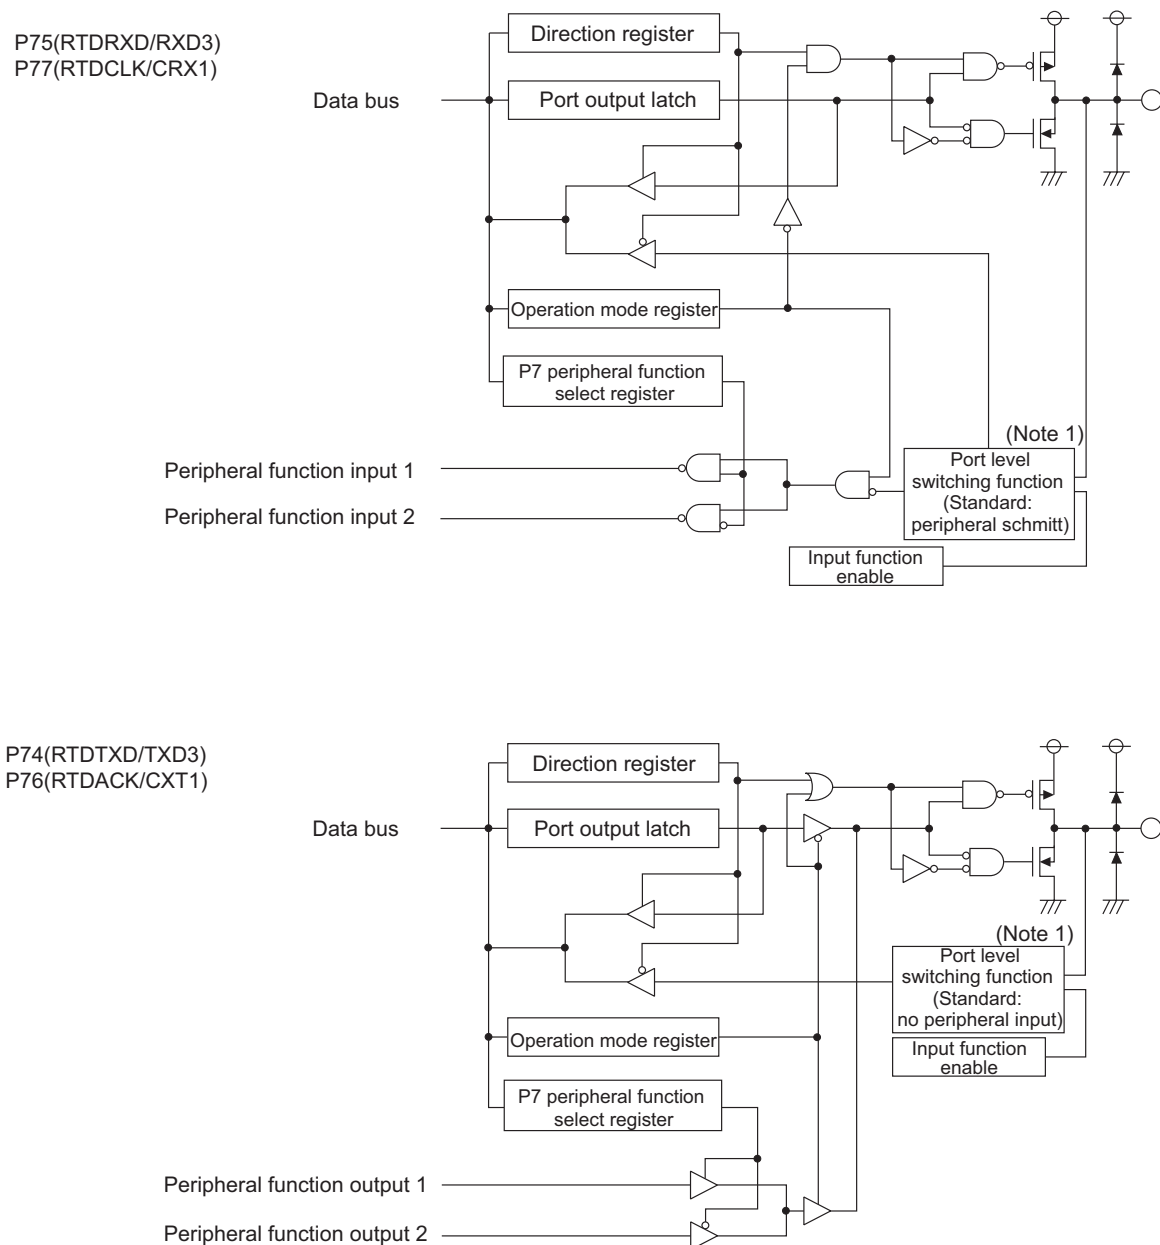 P75(RTDRXD/RXD3)
P77(RTDCLK/CRX1)
Direction register
Data bus
Port output latch
Operation mode register
P7 peripheral function
select register
(Note 1)
Port level
switching function
(Standard:
peripheral schmitt)
Peripheral function input 1
Peripheral function input 2
Input function
enable
P74(RTDTXD/TXD3)
P76(RTDACK/CXT1)
Direction register
Data bus
Port output latch
(Note 1)
Port level
switching function
(Standard:
no peripheral input)
Operation mode register
Input function
enable
P7 peripheral function
select register
Peripheral function output 1
Peripheral function output 2